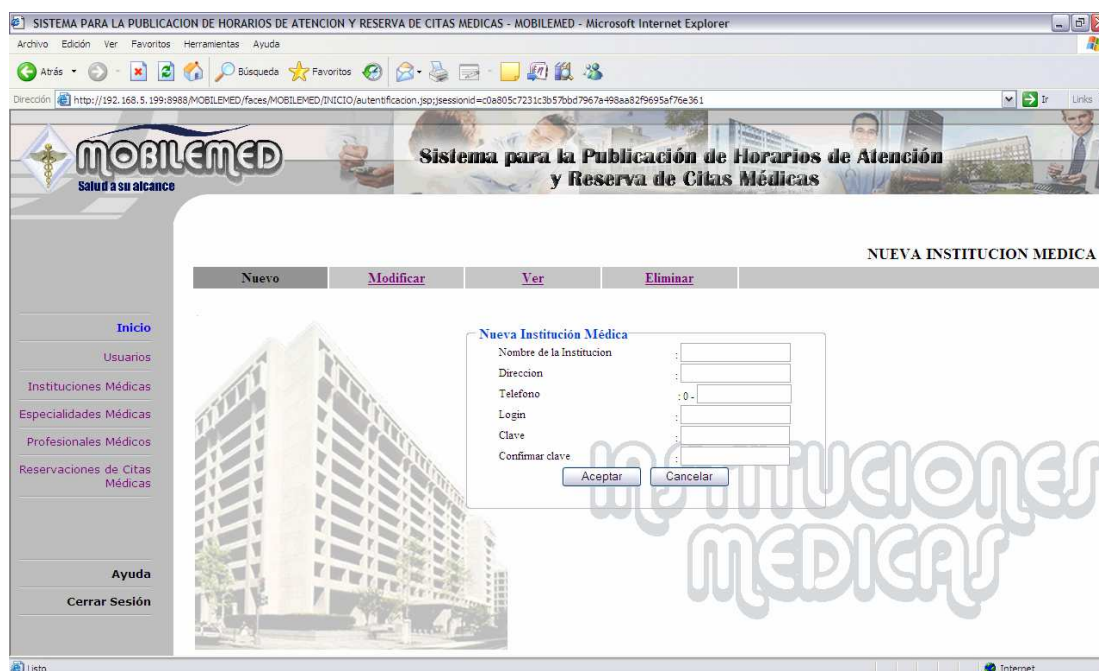 SISTEMA PARA LA PUBLICACION DE HORARIOS DE ATENCION Y RESERVA DE CITAS MEDICAS - MOBILEMED - Microsoft Internet Explorer
Archivo Edición Ver Favoritos Herramientas Ayuda
Atrás Búsqueda Favoritos
Dirección http://192.168.5.199:8988/MOBILEMED/faces/MOBILEMED/INICIO/autentificacion.jsp;jsessionid=c0a805c7231c3b57bbd7967a498aa82f9695af76e361 Ir Links
MOBILEMED
Salud a su alcance
Sistema para la Publicación de Horarios de Atención
y Reserva de Citas Médicas
NUEVA INSTITUCION MEDICA
Nuevo Modificar Ver Eliminar
Inicio
Usuarios
Instituciones Médicas
Especialidades Médicas
Profesionales Médicos
Reservaciones de Citas
Médicas
Ayuda
Cerrar Sesión
Nueva Institución Médica
Nombre de la Institucion :
Direccion :
Telefono : 0 -
Login :
Clave :
Confirmar clave :
Aceptar Cancelar
INSTITUCIONES
MEDICAS
Listo Internet